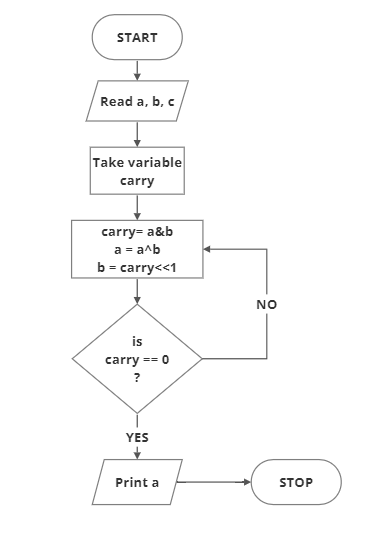 START
Read a, b, c
Take variable
carry
carry= a&b
a = a^b
b = carry<<1
NO
is
carry == 0
?
YES
Print a
STOP